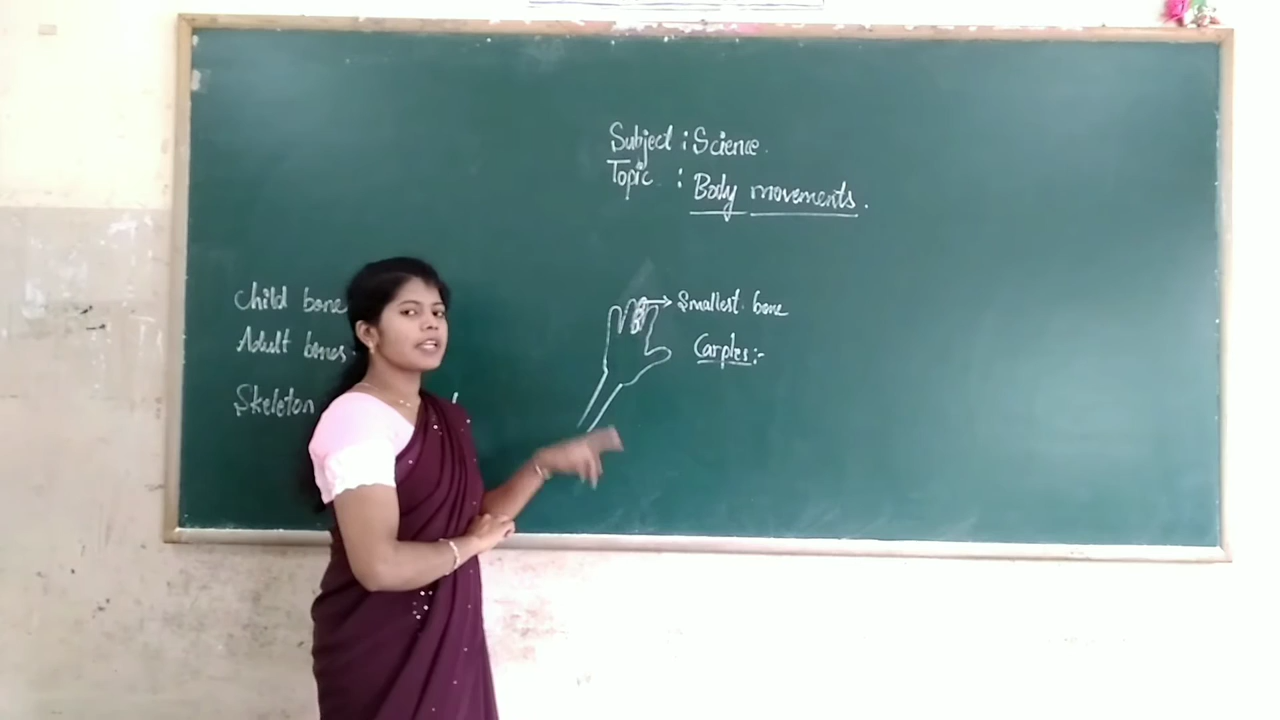 Subject : Science.
Topic : Body movements.
Child bone
Adult bones
Skeleton
Smallest bone
Carples:-